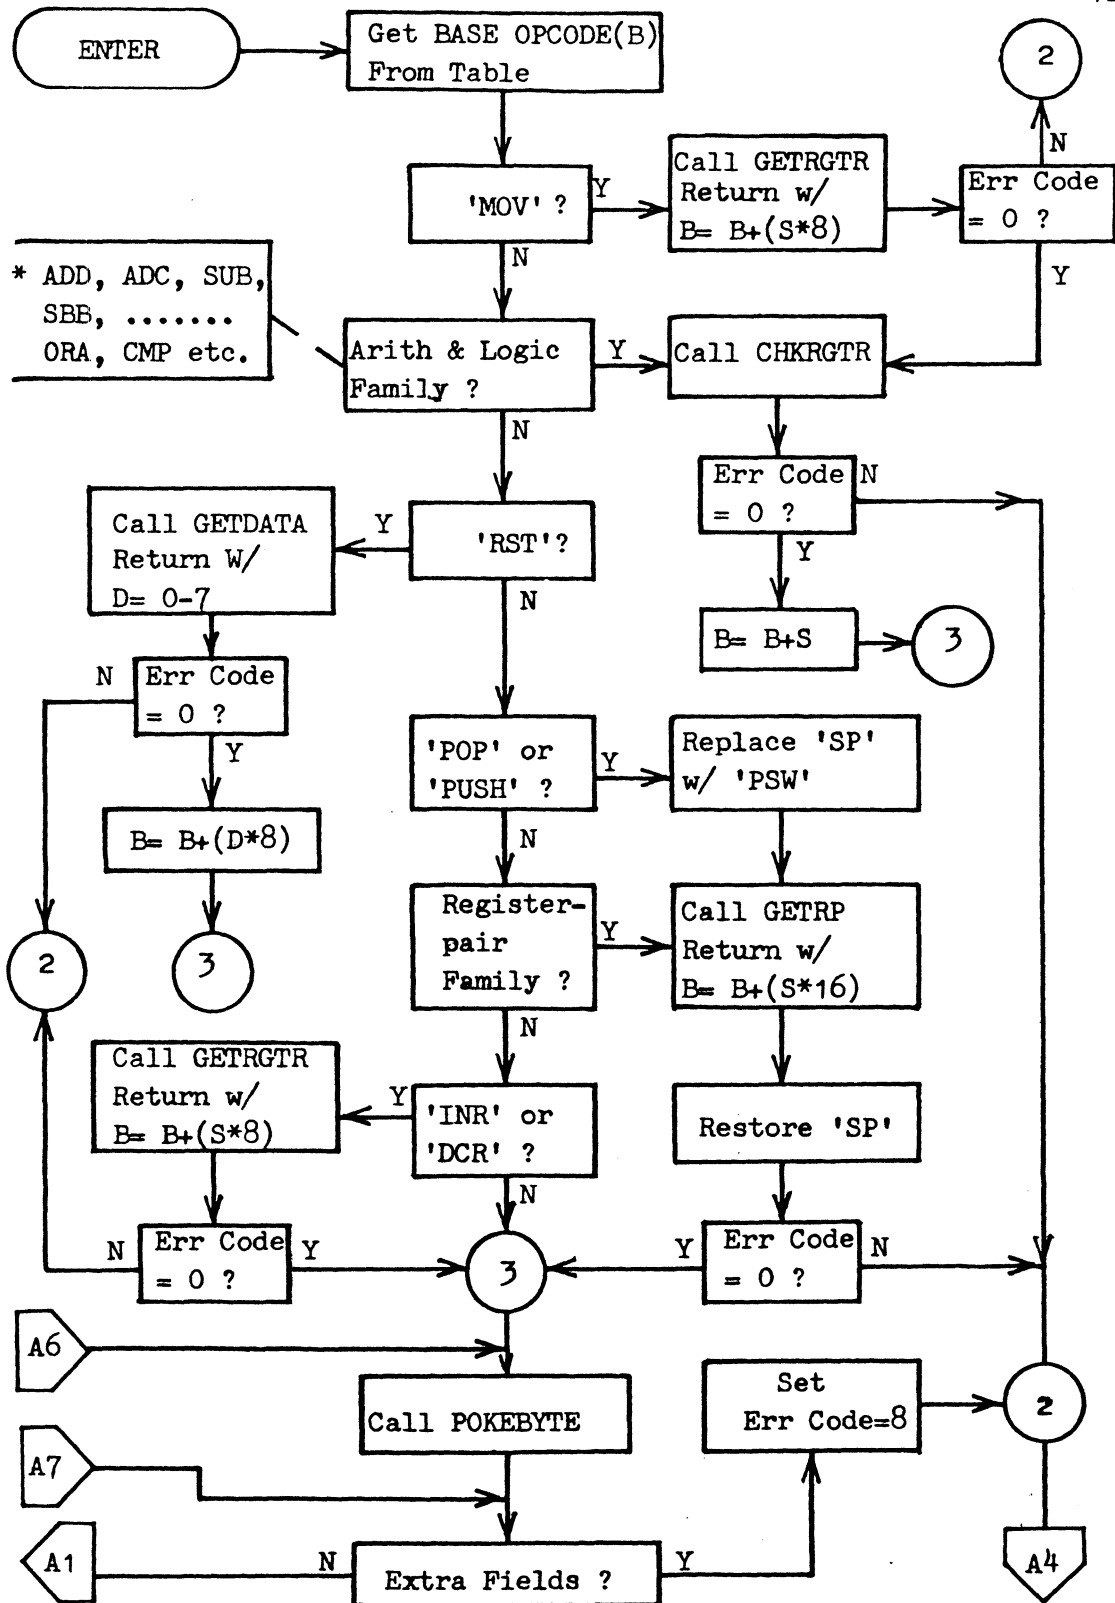 ENTER
Get BASE OPCODE(B)
From Table
2
N
'MOV' ?
Y
Call GETRGTR
Return w/
B= B+(S*8)
Err Code
= 0 ?
N
Y
* ADD, ADC, SUB,
SBB, .......
ORA, CMP etc.
Arith & Logic
Family ?
Y
Call CHKRGTR
N
Err Code
= 0 ?
N
Call GETDATA
Return W/
D= 0-7
Y
'RST'?
Y
N
B= B+S
3
N
Err Code
= 0 ?
Y
'POP' or
'PUSH' ?
Y
Replace 'SP'
w/ 'PSW'
B= B+(D*8)
N
Register-
pair
Family ?
Y
Call GETRP
Return w/
B= B+(S*16)
2
3
N
Call GETRGTR
Return w/
B= B+(S*8)
Y
'INR' or
'DCR' ?
Restore 'SP'
N
N
Err Code
= 0 ?
Y
3
Y
Err Code
= 0 ?
N
A6
Set
Err Code=8
2
Call POKEBYTE
A7
A1
N
Extra Fields ?
Y
A4